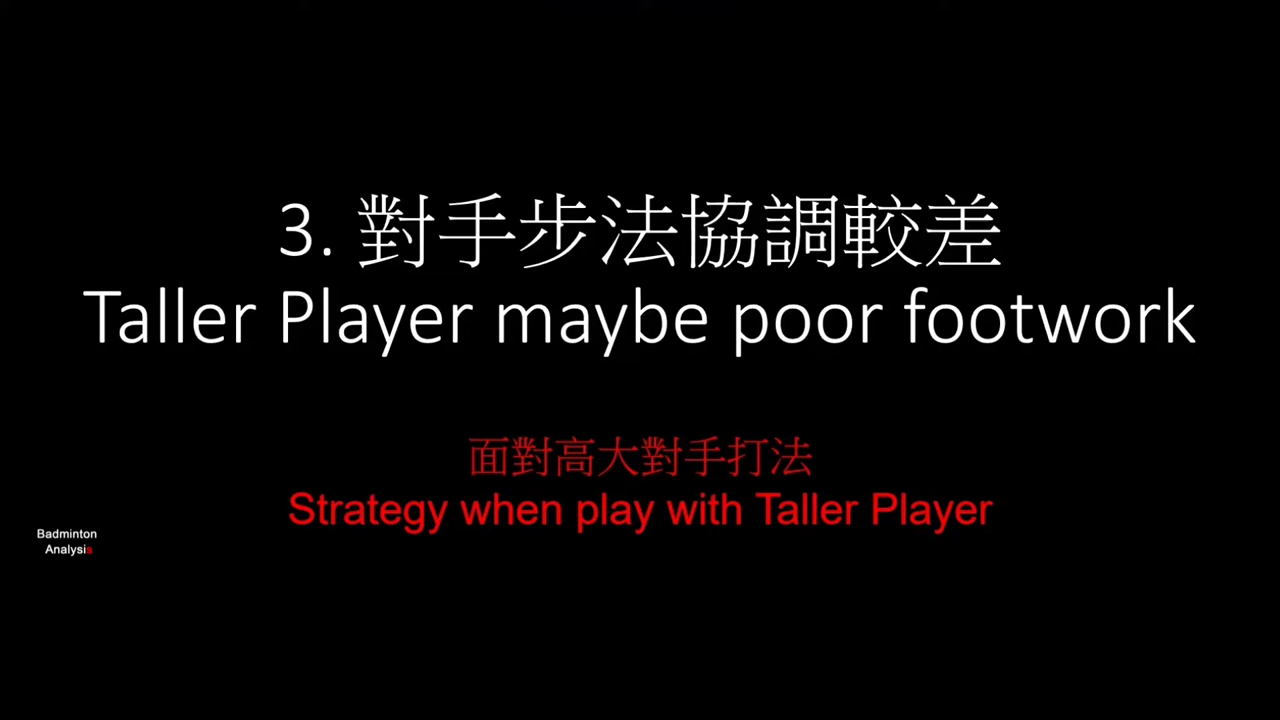 3. 對手步法協調較差
Taller Player maybe poor footwork
面對高大對手打法
Strategy when play with Taller Player
Badminton
Analysis